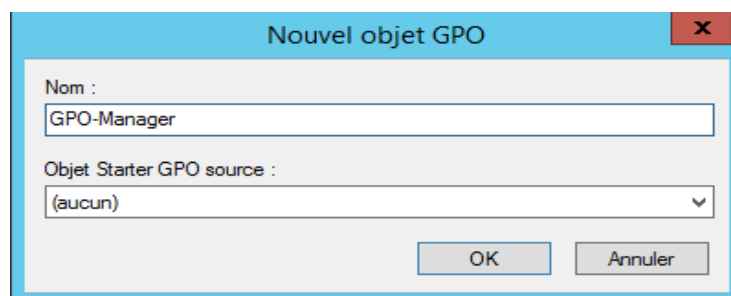 Nouvel objet GPO
x
Nom :
GPO-Manager
Objet Starter GPO source :
(aucun)
OK
Annuler